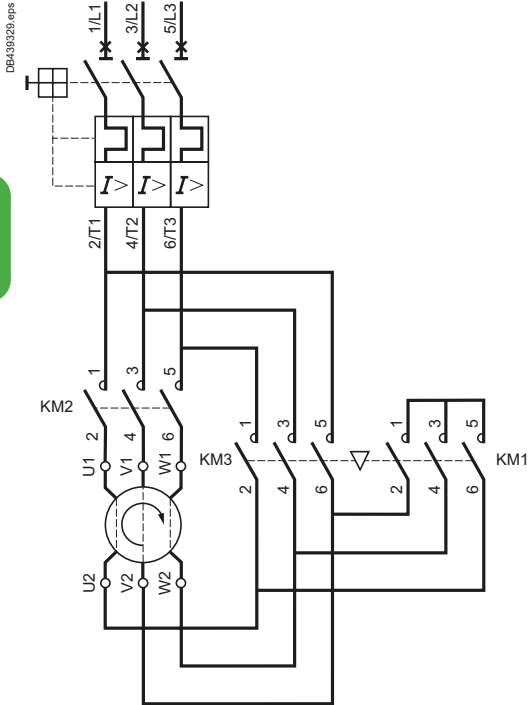 DB439329.eps
1/L1
3/L2
5/L3
I>
I>
I>
2/T1
4/T2
6/T3
1
3
5
KM2
2
4
6
U1
V1
W1
KM3
1
3
5
2
4
6
1
3
5
KM1
2
4
6
U2
V2
W2